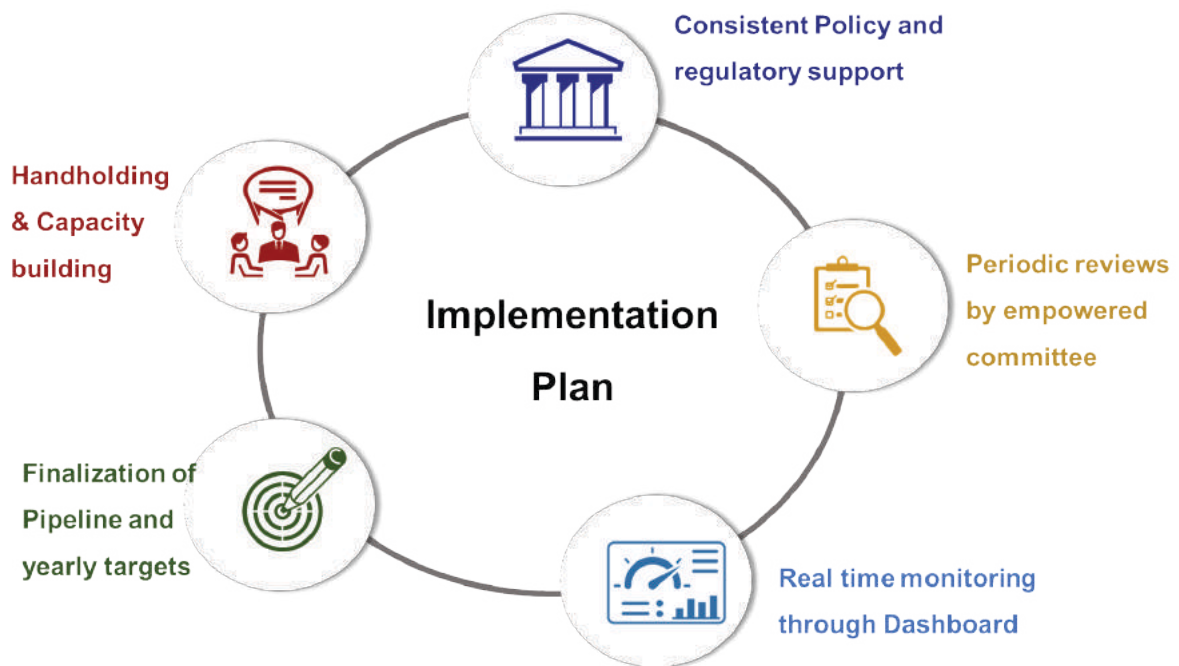 Consistent Policy and
regulatory support
Handholding
& Capacity
building
Periodic reviews
by empowered
committee
Implementation
Plan
Finalization of
Pipeline and
yearly targets
Real time monitoring
through Dashboard